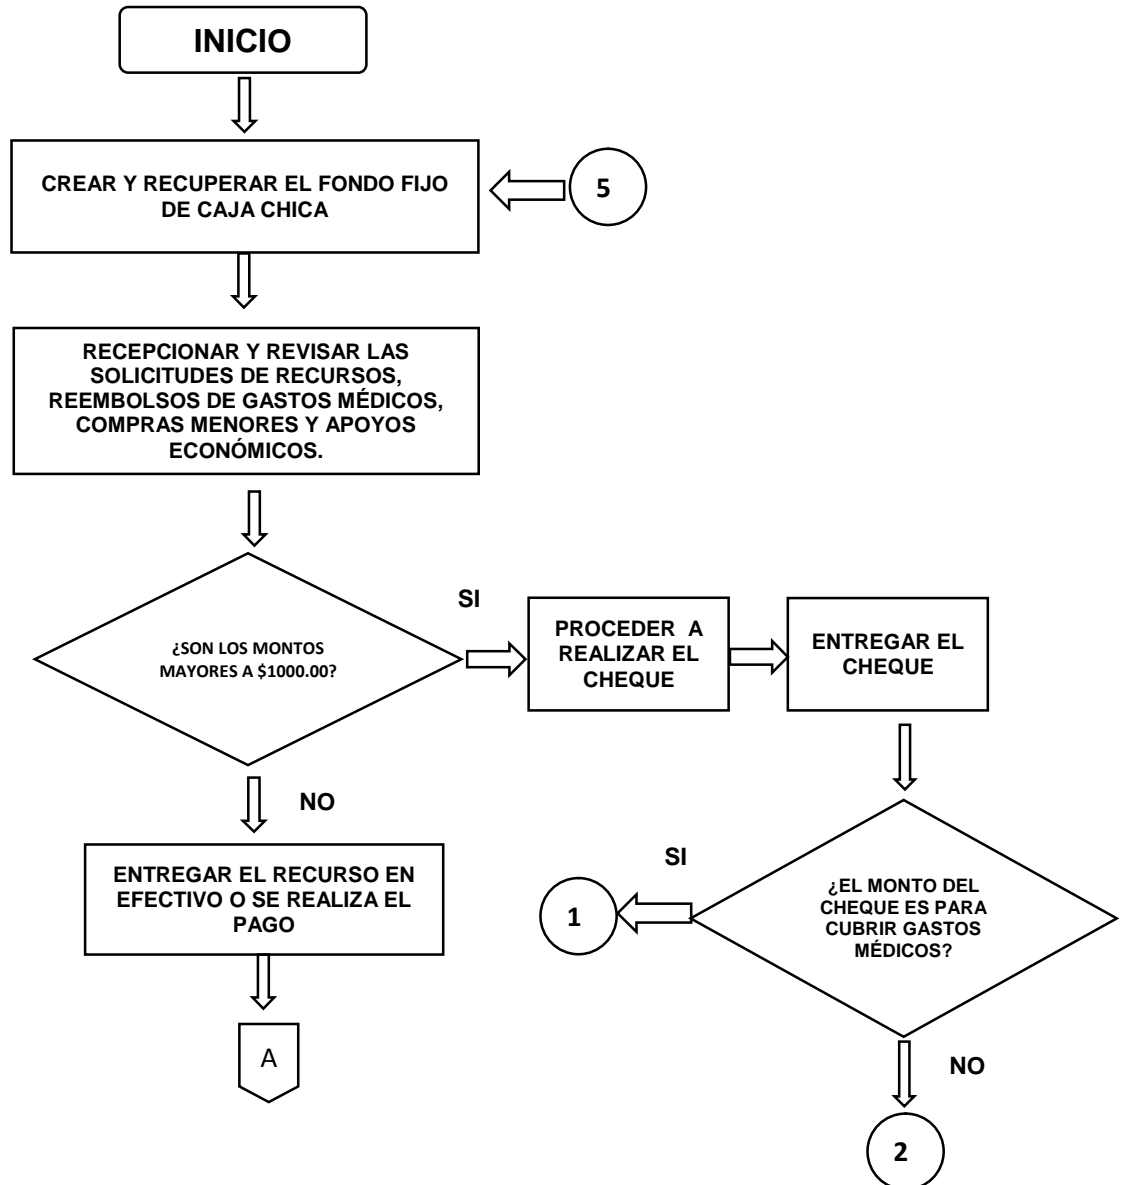 INICIO
CREAR Y RECUPERAR EL FONDO FIJO
DE CAJA CHICA
5
RECEPCIONAR Y REVISAR LAS
SOLICITUDES DE RECURSOS,
REEMBOLSOS DE GASTOS MÉDICOS,
COMPRAS MENORES Y APOYOS
ECONÓMICOS.
¿SON LOS MONTOS
MAYORES A $1000.00?
SI
PROCEDER A
REALIZAR EL
CHEQUE
ENTREGAR EL
CHEQUE
NO
ENTREGAR EL RECURSO EN
EFECTIVO O SE REALIZA EL
PAGO
A
¿EL MONTO DEL
CHEQUE ES PARA
CUBRIR GASTOS
MÉDICOS?
SI
1
NO
2